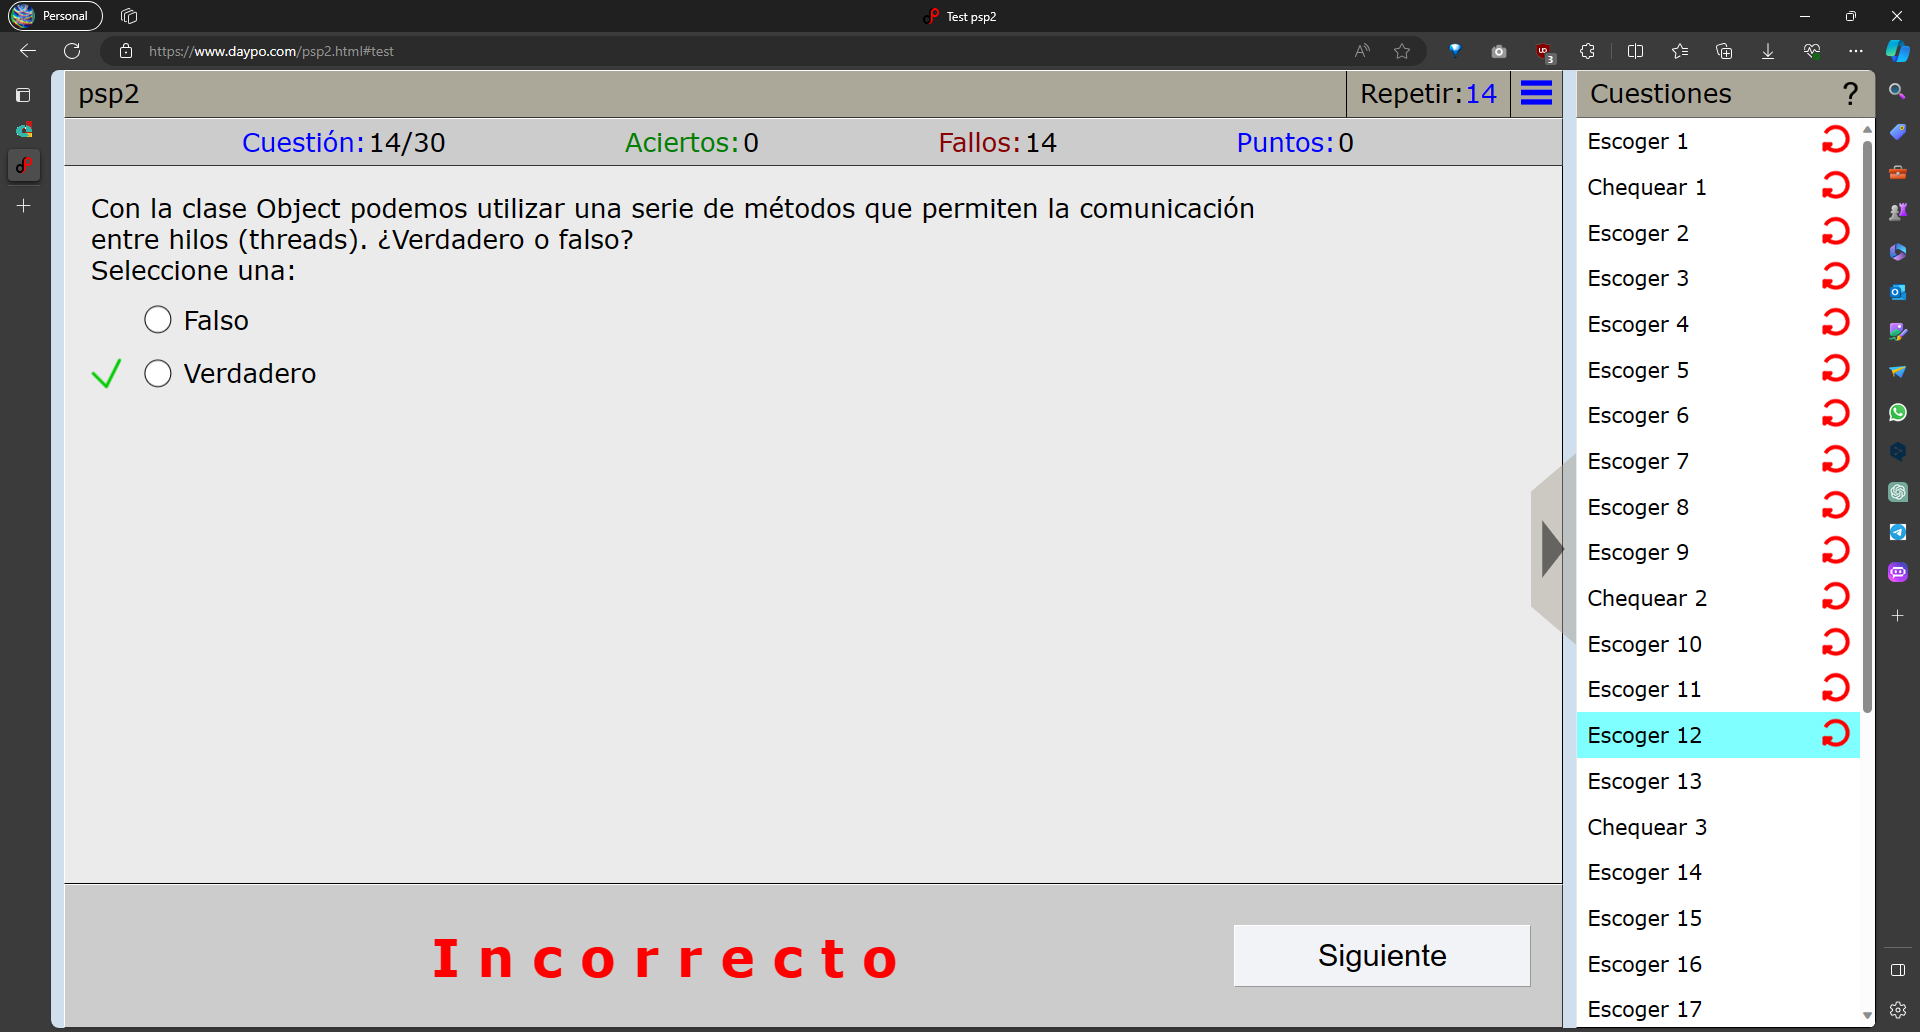 Personal
Test psp2
https://www.daypo.com/psp2.html#test
psp2
Repetir:14
Cuestiones
?
Cuestión:14/30
Aciertos:0
Fallos:14
Puntos:0
Con la clase Object podemos utilizar una serie de métodos que permiten la comunicación
entre hilos (threads). ¿Verdadero o falso?
Seleccione una:
Falso
Verdadero
Incorrecto
Siguiente
Escoger 1
Chequear 1
Escoger 2
Escoger 3
Escoger 4
Escoger 5
Escoger 6
Escoger 7
Escoger 8
Escoger 9
Chequear 2
Escoger 10
Escoger 11
Escoger 12
Escoger 13
Chequear 3
Escoger 14
Escoger 15
Escoger 16
Escoger 17
3